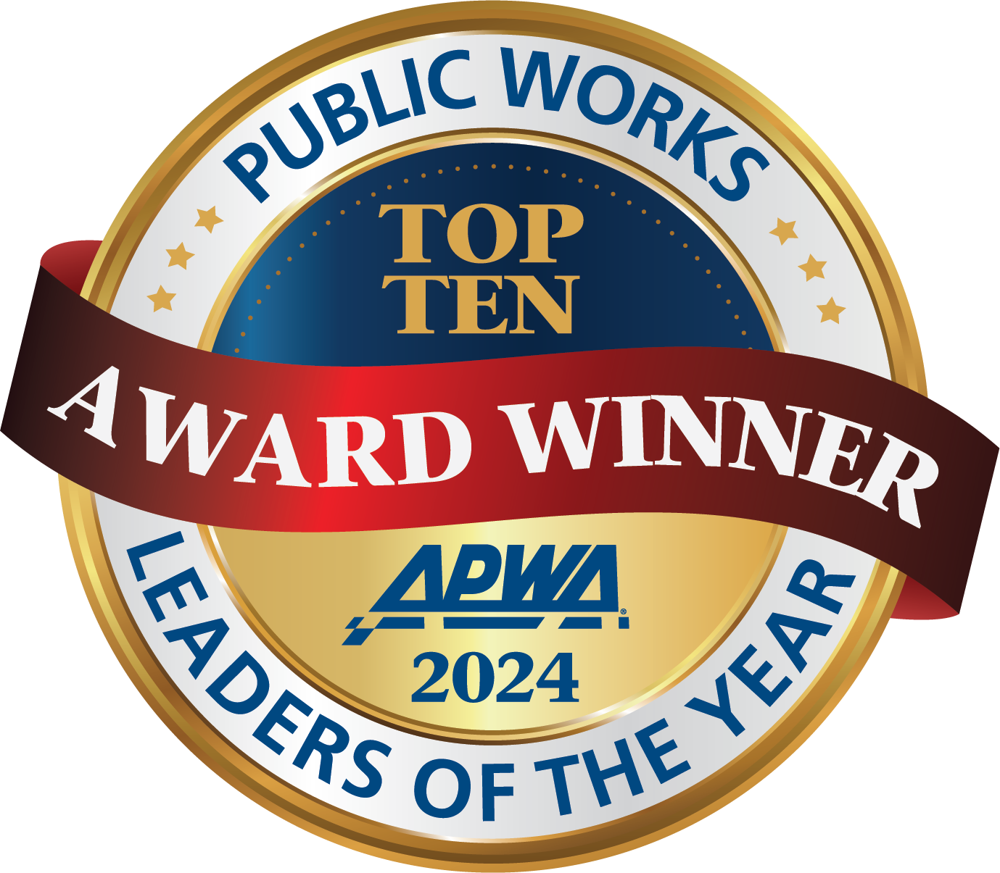 PUBLIC WORKS
TOP
TEN
AWARD WINNER
APWA®
2024
LEADERS OF THE YEAR